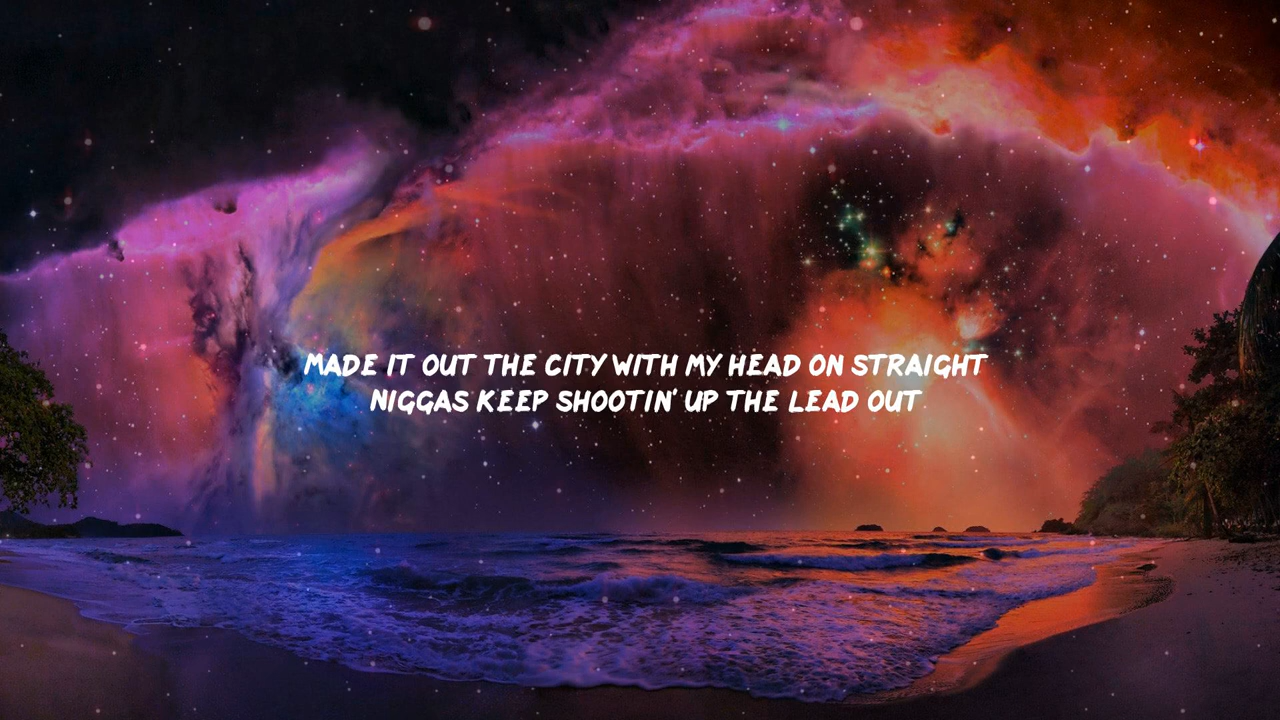 MADE IT OUT THE CITY WITH MY HEAD ON STRAIGHT
NIGGAS KEEP SHOOTIN' UP THE LEAD OUT